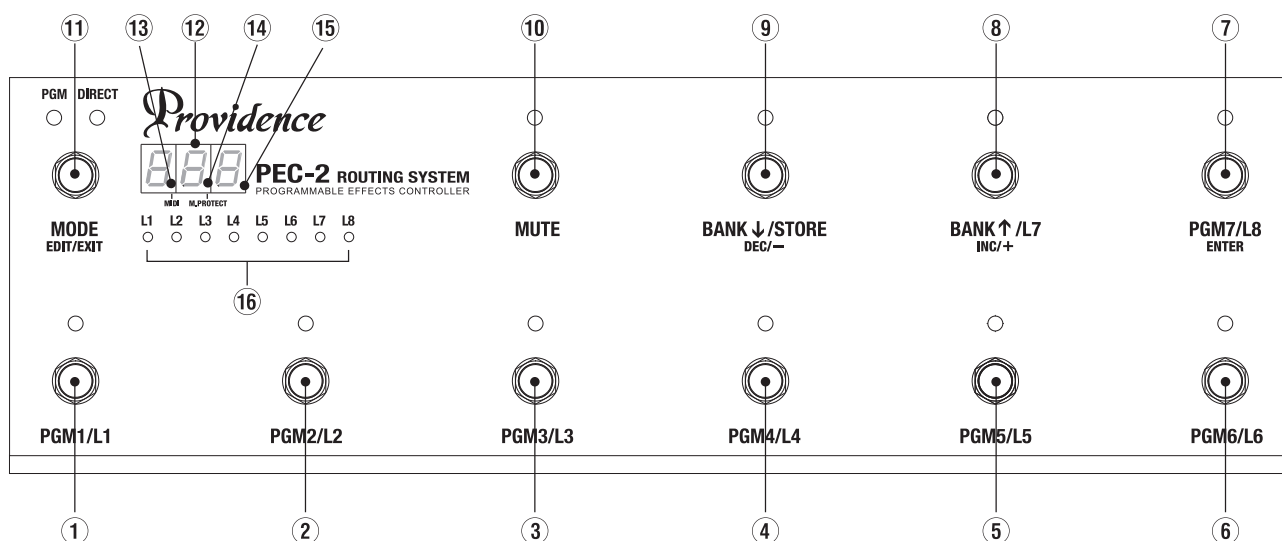 ⑪ ⑬ ⑫ ⑭ ⑮ ⑩ ⑨ ⑧ ⑦
PGM DIRECT
Providence
888
PEC-2 ROUTING SYSTEM
PROGRAMMABLE EFFECTS CONTROLLER
MIDI M.PROTECT
L1 L2 L3 L4 L5 L6 L7 L8
MODE
EDIT/EXIT
MUTE
BANK ↓/STORE
DEC/−
BANK ↑/L7
INC/+
PGM7/L8
ENTER
⑯
PGM1/L1 PGM2/L2 PGM3/L3 PGM4/L4 PGM5/L5 PGM6/L6
① ② ③ ④ ⑤ ⑥